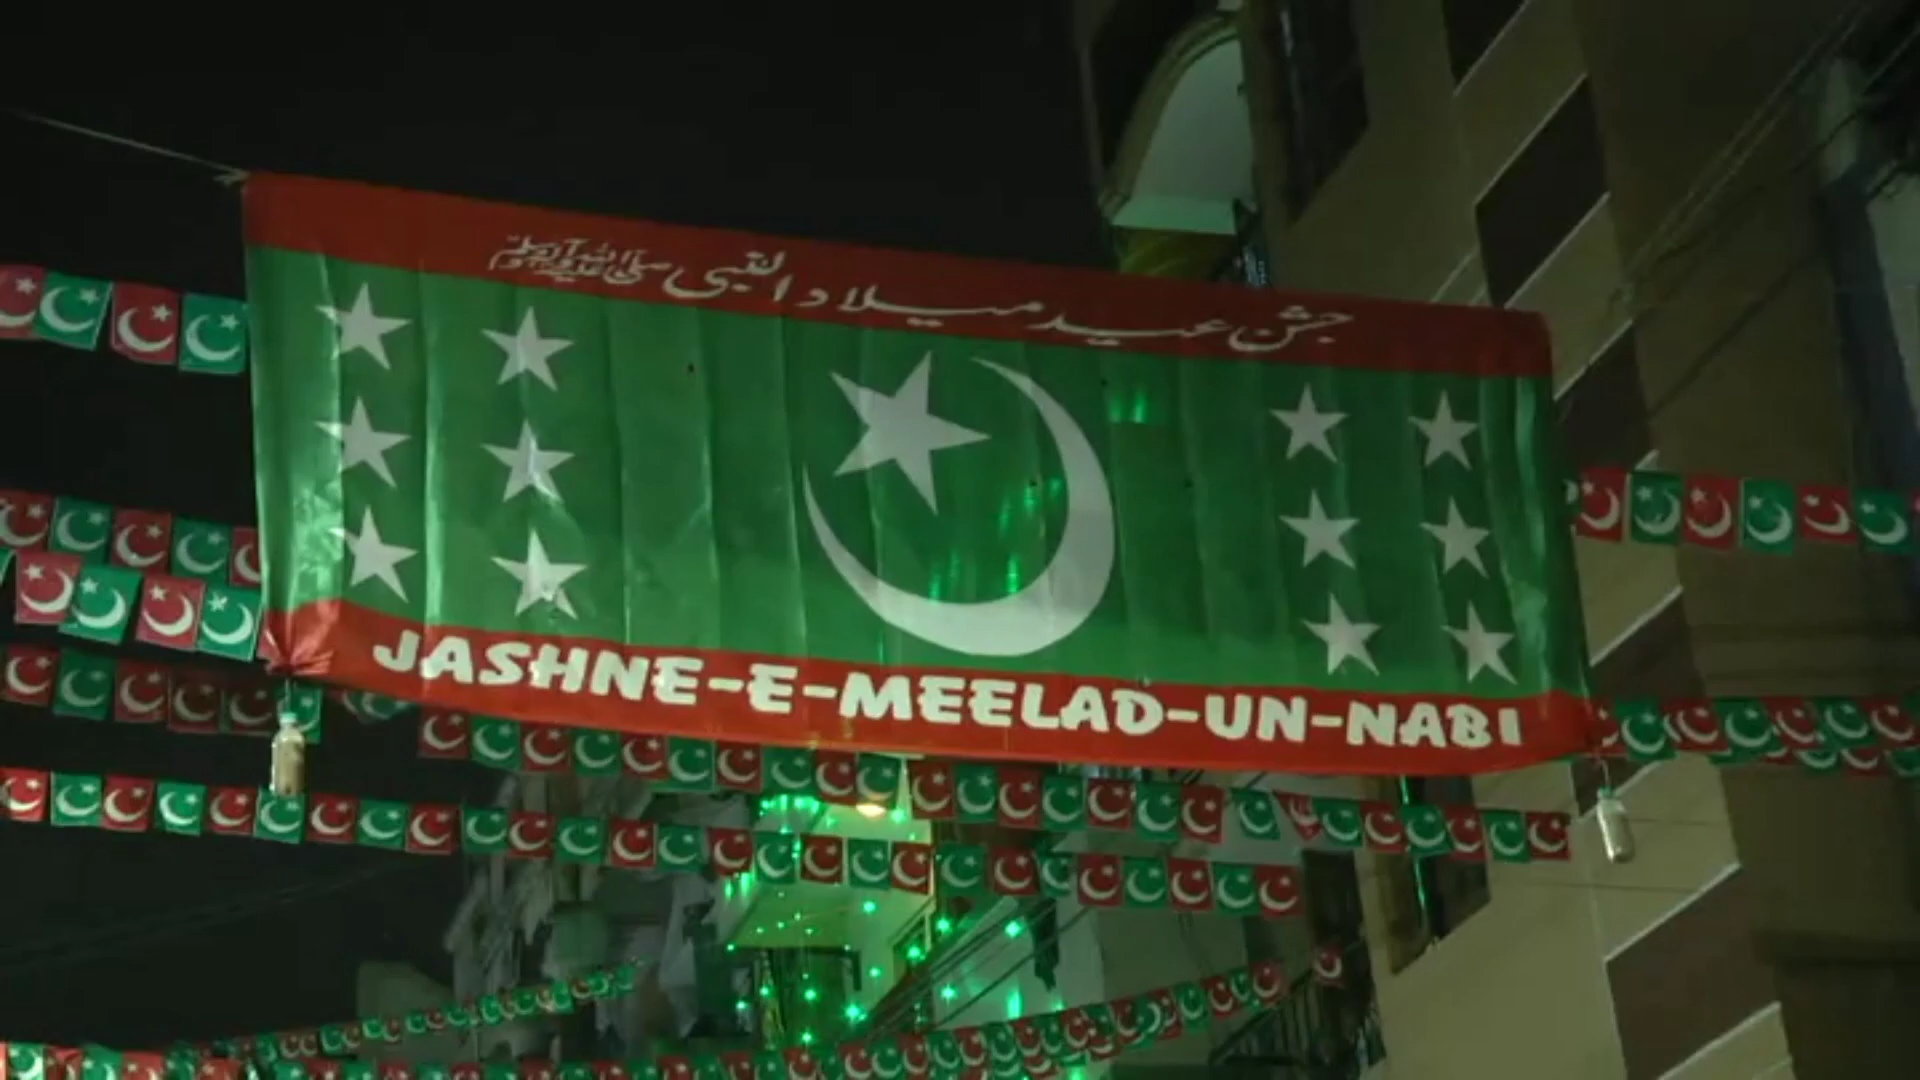 جشن عید میلاد النبی صلی اللہ علیہ وآلہ وسلم
JASHNE-E-MEELAD-UN-NABI